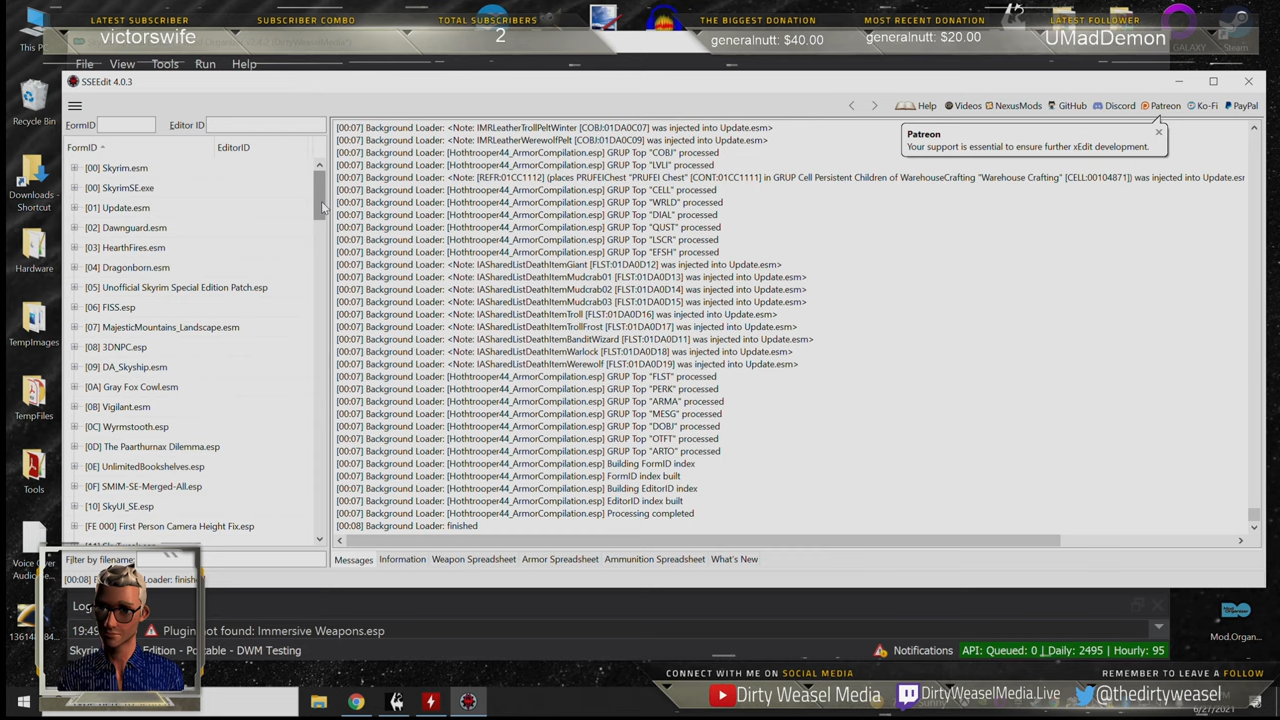 LATEST SUBSCRIBER
victorswife
SUBSCRIBER COMBO
TOTAL SUBSCRIBERS
2
THE BIGGEST DONATION
generalnutt: $40.00
MOST RECENT DONATION
generalnutt: $20.00
LATEST FOLLOWER
UMadDemon
This PC
GALAXY
Steam
File View Tools Run Help
SSEEdit 4.0.3
Help Videos NexusMods GitHub Discord Patreon Ko-Fi PayPal
FormID
Editor ID
Patreon
Your support is essential to ensure further xEdit development.
FormID EditorID
[00] Skyrim.esm
[00] SkyrimSE.exe
[01] Update.esm
[02] Dawnguard.esm
[03] HearthFires.esm
[04] Dragonborn.esm
[05] Unofficial Skyrim Special Edition Patch.esp
[06] FISS.esp
[07] MajesticMountains_Landscape.esm
[08] 3DNPC.esp
[09] DA_Skyship.esm
[0A] Gray Fox Cowl.esm
[0B] Vigilant.esm
[0C] Wyrmstooth.esp
[0D] The Paarthurnax Dilemma.esp
[0E] UnlimitedBookshelves.esp
[0F] SMIM-SE-Merged-All.esp
[10] SkyUI_SE.esp
[FE 000] First Person Camera Height Fix.esp
Filter by filename:
[00:07] Background Loader: <Note: IMRLeatherTrollPeltWinter [COBJ:01DA0C07] was injected into Update.esm>
[00:07] Background Loader: <Note: IMRLeatherWerewolfPelt [COBJ:01DA0C09] was injected into Update.esm>
[00:07] Background Loader: [Hothtrooper44_ArmorCompilation.esp] GRUP Top "COBJ" processed
[00:07] Background Loader: [Hothtrooper44_ArmorCompilation.esp] GRUP Top "LVLI" processed
[00:07] Background Loader: <Note: [REFR:01CC1112] (places PRUFEIChest "PRUFEI Chest" [CONT:01CC1111] in GRUP Cell Persistent Children of WarehouseCrafting "Warehouse Crafting" [CELL:00104871]) was injected into Update.esm
[00:07] Background Loader: [Hothtrooper44_ArmorCompilation.esp] GRUP Top "CELL" processed
[00:07] Background Loader: [Hothtrooper44_ArmorCompilation.esp] GRUP Top "WRLD" processed
[00:07] Background Loader: [Hothtrooper44_ArmorCompilation.esp] GRUP Top "DIAL" processed
[00:07] Background Loader: [Hothtrooper44_ArmorCompilation.esp] GRUP Top "QUST" processed
[00:07] Background Loader: [Hothtrooper44_ArmorCompilation.esp] GRUP Top "LSCR" processed
[00:07] Background Loader: [Hothtrooper44_ArmorCompilation.esp] GRUP Top "EFSH" processed
[00:07] Background Loader: <Note: IASharedListDeathItemGiant [FLST:01DA0D12] was injected into Update.esm>
[00:07] Background Loader: <Note: IASharedListDeathItemMudcrab01 [FLST:01DA0D13] was injected into Update.esm>
[00:07] Background Loader: <Note: IASharedListDeathItemMudcrab02 [FLST:01DA0D14] was injected into Update.esm>
[00:07] Background Loader: <Note: IASharedListDeathItemMudcrab03 [FLST:01DA0D15] was injected into Update.esm>
[00:07] Background Loader: <Note: IASharedListDeathItemTroll [FLST:01DA0D16] was injected into Update.esm>
[00:07] Background Loader: <Note: IASharedListDeathItemTrollFrost [FLST:01DA0D17] was injected into Update.esm>
[00:07] Background Loader: <Note: IASharedListDeathItemBanditWizard [FLST:01DA0D11] was injected into Update.esm>
[00:07] Background Loader: <Note: IASharedListDeathItemWarlock [FLST:01DA0D18] was injected into Update.esm>
[00:07] Background Loader: <Note: IASharedListDeathItemWerewolf [FLST:01DA0D19] was injected into Update.esm>
[00:07] Background Loader: [Hothtrooper44_ArmorCompilation.esp] GRUP Top "FLST" processed
[00:07] Background Loader: [Hothtrooper44_ArmorCompilation.esp] GRUP Top "PERK" processed
[00:07] Background Loader: [Hothtrooper44_ArmorCompilation.esp] GRUP Top "ARMA" processed
[00:07] Background Loader: [Hothtrooper44_ArmorCompilation.esp] GRUP Top "MESG" processed
[00:07] Background Loader: [Hothtrooper44_ArmorCompilation.esp] GRUP Top "DOBJ" processed
[00:07] Background Loader: [Hothtrooper44_ArmorCompilation.esp] GRUP Top "OTFT" processed
[00:07] Background Loader: [Hothtrooper44_ArmorCompilation.esp] GRUP Top "ARTO" processed
[00:07] Background Loader: [Hothtrooper44_ArmorCompilation.esp] Building FormID index
[00:07] Background Loader: [Hothtrooper44_ArmorCompilation.esp] FormID index built
[00:07] Background Loader: [Hothtrooper44_ArmorCompilation.esp] Building EditorID index
[00:07] Background Loader: [Hothtrooper44_ArmorCompilation.esp] EditorID index built
[00:07] Background Loader: [Hothtrooper44_ArmorCompilation.esp] Processing completed
[00:08] Background Loader: finished
Messages Information Weapon Spreadsheet Armor Spreadsheet Ammunition Spreadsheet What's New
Recycle Bin
Downloads - Shortcut
Hardware
TempImages
TempFiles
Tools
Voice Over
Mod.Organ...
Plugin not found: Immersive Weapons.esp
DWM Testing
Notifications
API: Queued: 0 | Daily: 2495 | Hourly: 95
CONNECT WITH ME ON SOCIAL MEDIA
REMEMBER TO LEAVE A FOLLOW
Dirty Weasel Media
DirtyWeaselMedia.Live
@thedirtyweasel
6/27/2021